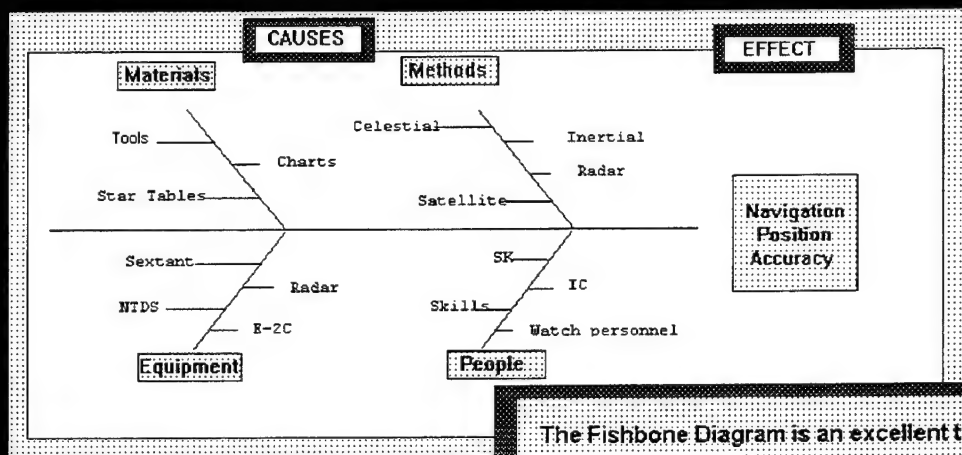 CAUSES
EFFECT
Materials
Methods
Tools
Charts
Star Tables
Celestial
Inertial
Radar
Satellite
Navigation
Position
Accuracy
Sextant
Radar
NTDS
E-2C
Equipment
SK
IC
Skills
Watch personnel
People
The Fishbone Diagram is an excellent t